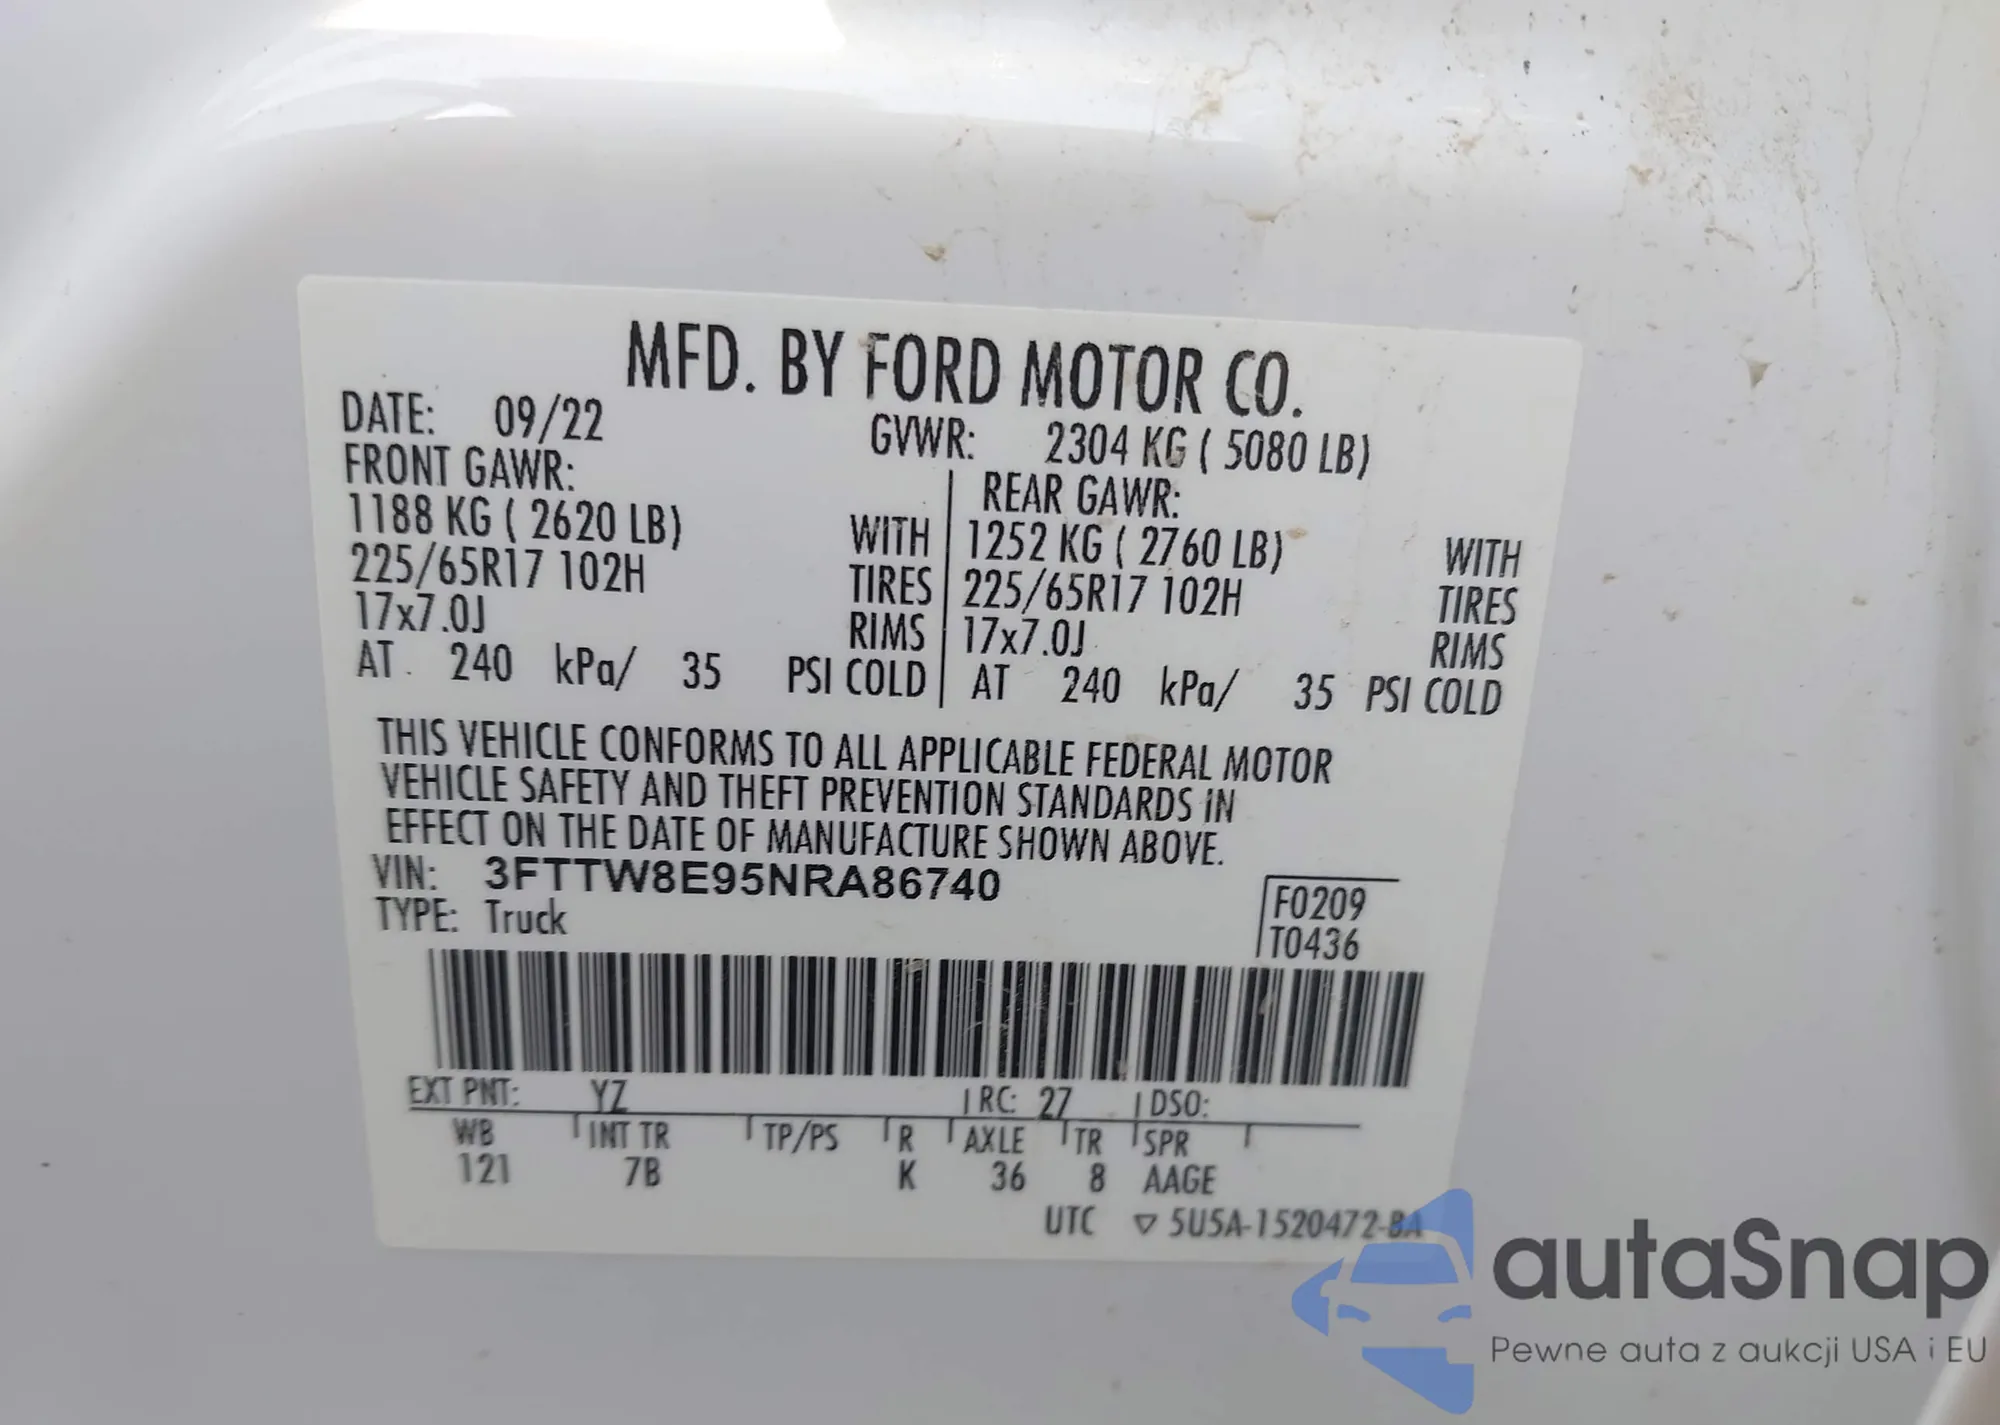 MFD. BY FORD MOTOR CO.
DATE: 09/22 GVWR: 2304 KG ( 5080 LB)
FRONT GAWR: REAR GAWR:
1188 KG ( 2620 LB) WITH 1252 KG ( 2760 LB) WITH
225/65R17 102H TIRES 225/65R17 102H TIRES
17x7.0J RIMS 17x7.0J RIMS
AT 240 kPa/ 35 PSI COLD AT 240 kPa/ 35 PSI COLD
THIS VEHICLE CONFORMS TO ALL APPLICABLE FEDERAL MOTOR
VEHICLE SAFETY AND THEFT PREVENTION STANDARDS IN
EFFECT ON THE DATE OF MANUFACTURE SHOWN ABOVE.
VIN: 3FTTW8E95NRA86740
TYPE: Truck
F0209
T0436
EXT PNT: YZ RC: 27 DSO:
WB INT TR TP/PS R AXLE TR SPR
121 7B K 36 8 AAGE
UTC ▽ 5U5A-1520472-BA
autaSnap
Pewne auta z aukcji USA i EU